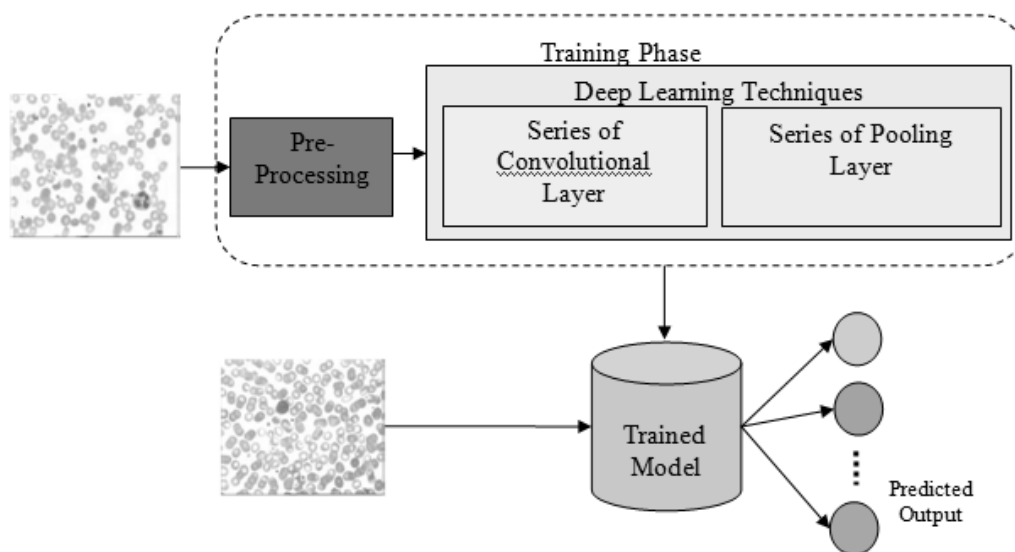 Training Phase
Deep Learning Techniques
Pre-
Processing
Series of
Convolutional
Layer
Series of Pooling
Layer
Trained
Model
Predicted
Output